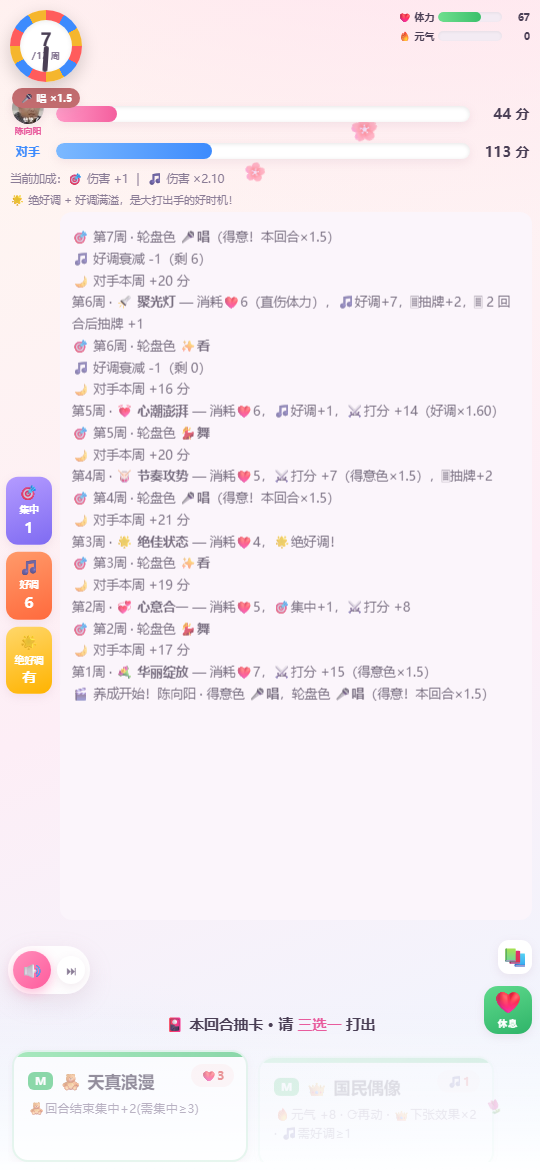 7
体力 67
元气 0
唱 ×1.5
陈向阳 44 分
对手 113 分
当前加成: 伤害 +1 | 伤害 ×2.10
绝好调 + 好调满溢，是大打出手的好时机！
第7周 · 轮盘色 唱（得意！本回合×1.5）
好调衰减 -1（剩 6）
对手本周 +20 分
第6周 · 聚光灯 — 消耗 6（直伤体力），好调+7，抽牌+2，2 回
合后抽牌 +1
第6周 · 轮盘色 看
好调衰减 -1（剩 0）
对手本周 +16 分
第5周 · 心潮澎湃 — 消耗 6，好调+1，打分 +14（好调×1.60）
第5周 · 轮盘色 舞
对手本周 +20 分
第4周 · 节奏攻势 — 消耗 5，打分 +7（得意色×1.5），抽牌+2
第4周 · 轮盘色 唱（得意！本回合×1.5）
对手本周 +21 分
第3周 · 绝佳状态 — 消耗 4，绝好调！
第3周 · 轮盘色 看
对手本周 +19 分
第2周 · 心意合一 — 消耗 5，集中+1，打分 +8
第2周 · 轮盘色 舞
对手本周 +17 分
第1周 · 华丽绽放 — 消耗 7，打分 +15（得意色×1.5）
养成开始！陈向阳 · 得意色 唱，轮盘色 唱（得意！本回合×1.5）
集中
1
好调
6
绝好调
有
休息
本回合抽卡 • 请 三选一 打出
M 天真浪漫 3
回合结束集中+2(需集中≥3)
M 国民偶像 1
元气 +8 · 再动 · 下张效果×2
· 需好调≥1